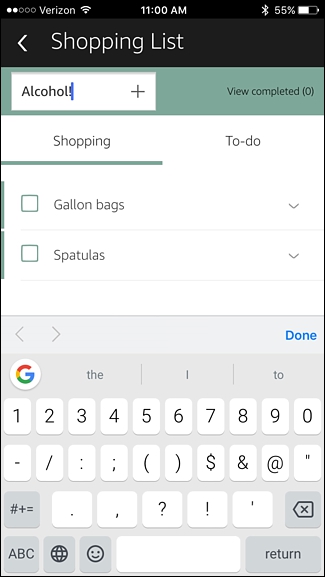 Verizon 11:00 AM 55%
Shopping List
Alcohol! + View completed (0)
Shopping To-do
Gallon bags
Spatulas
Done
G the I to
1 2 3 4 5 6 7 8 9 0
- / : ; ( ) $ & @ "
#+= . , ? ! '
ABC return